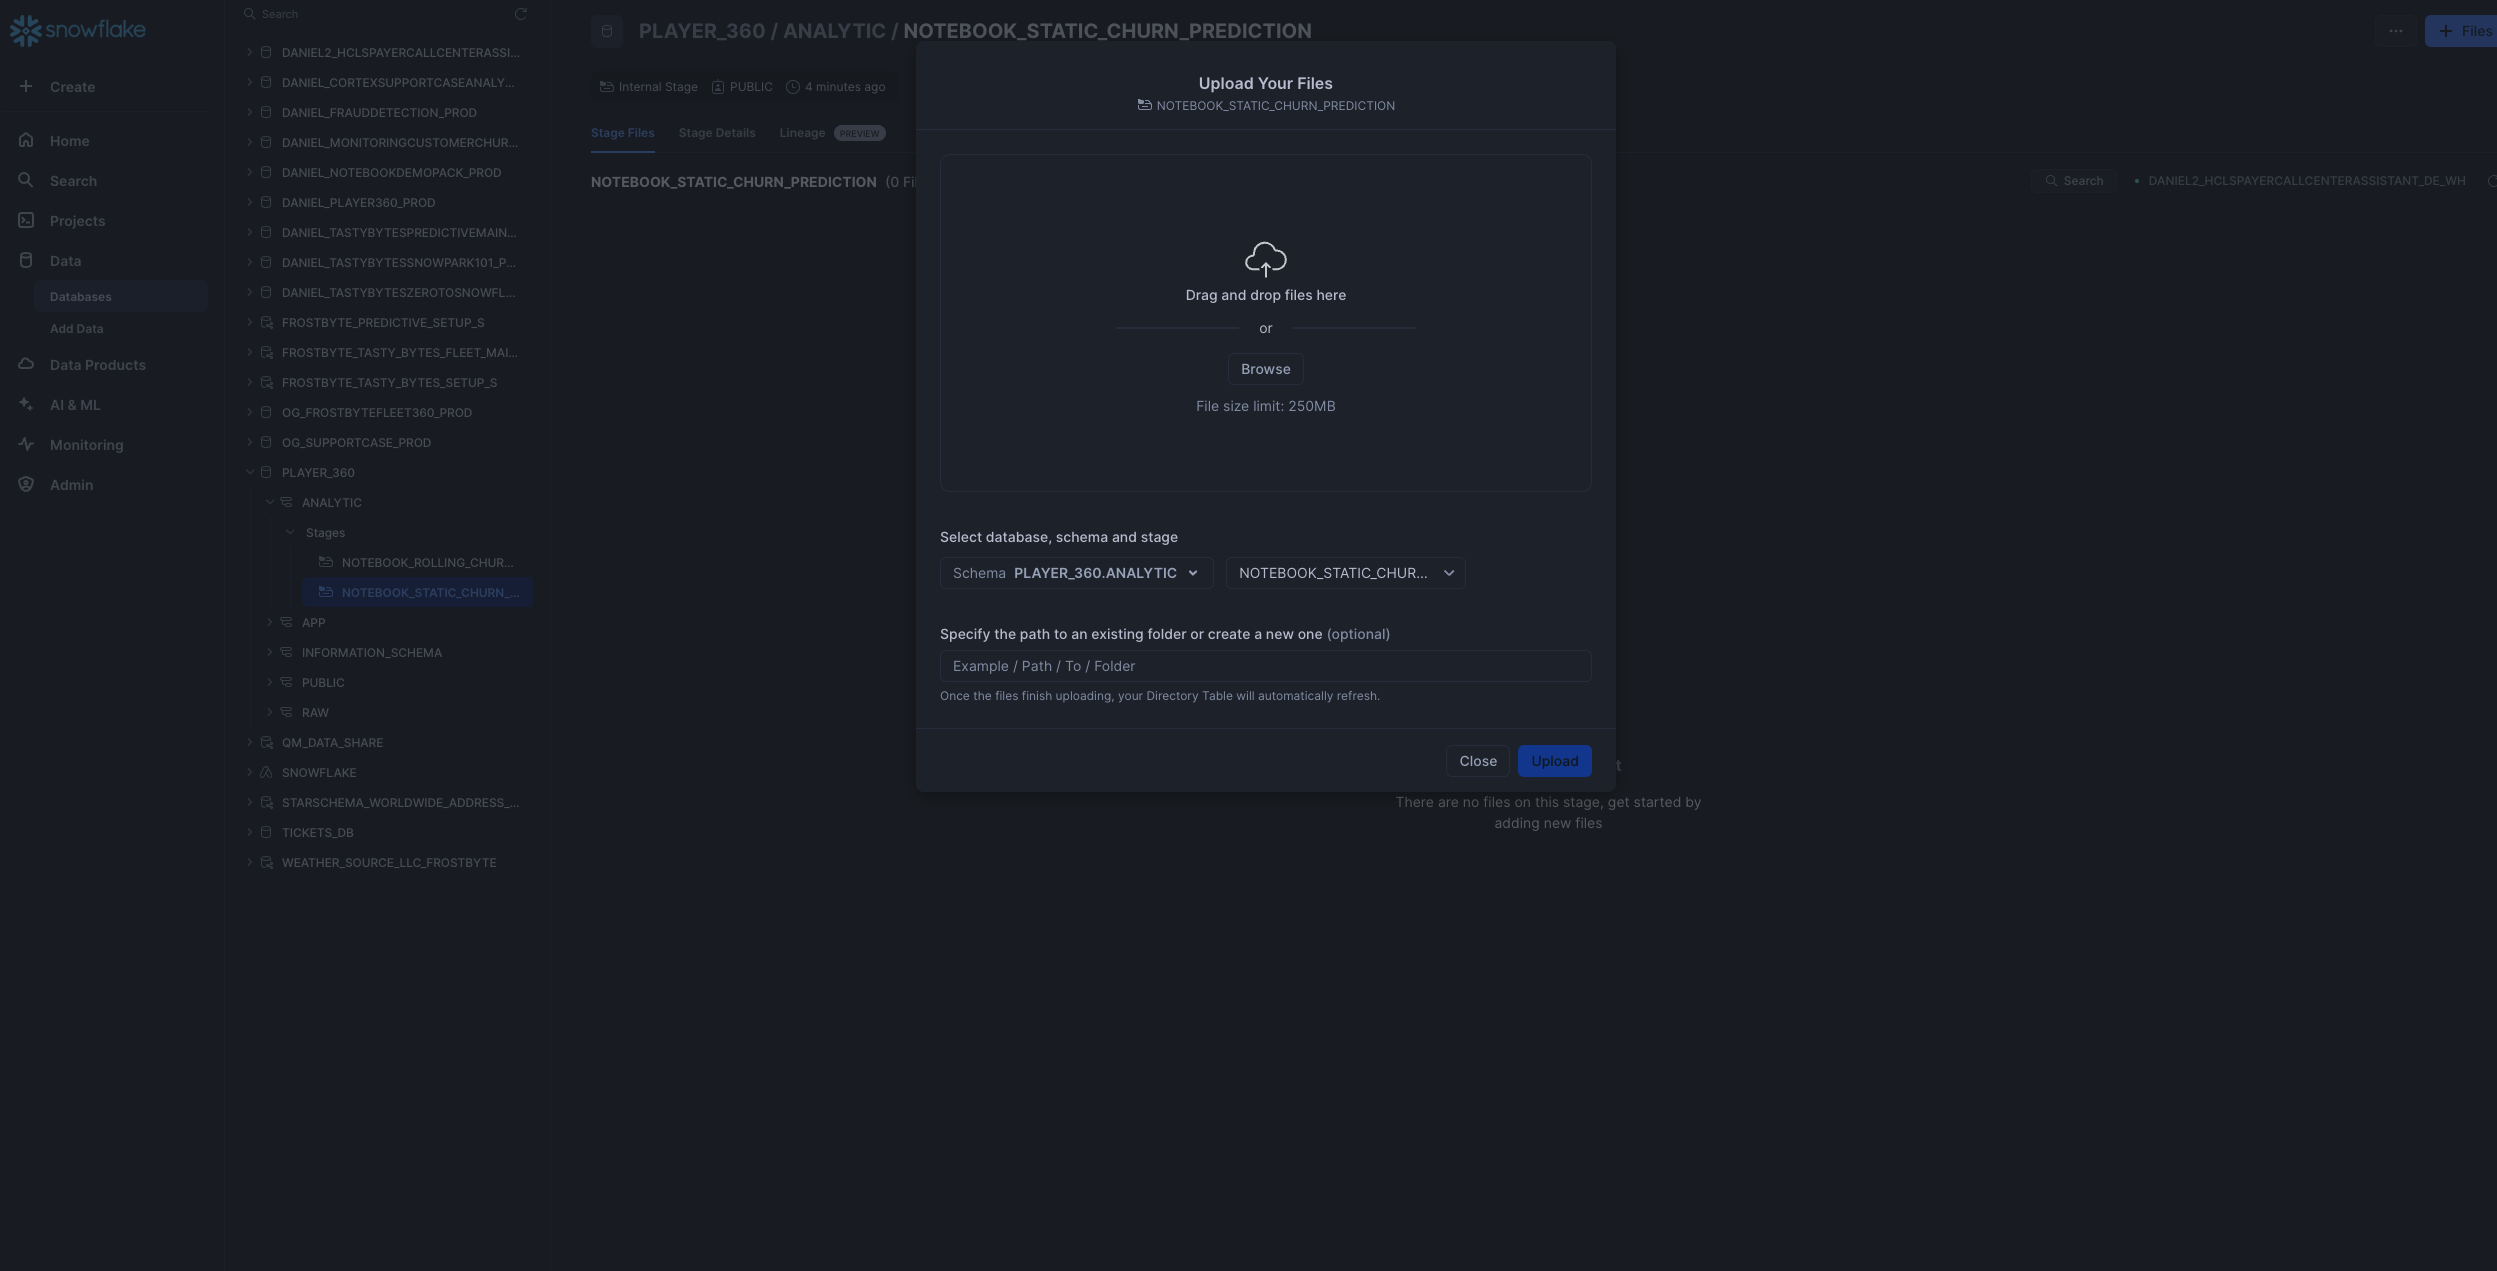 snowflake
Create
Home
Search
Projects
Data
Databases
Add Data
Data Products
AI & ML
Monitoring
Admin
Search
DANIEL2_HCLSPAYERCALLCENTERASSI...
DANIEL_CORTEXSUPPORTCASEANALY...
DANIEL_FRAUDDETECTION_PROD
DANIEL_MONITORINGCUSTOMERCHUR...
DANIEL_NOTEBOOKDEMOPACK_PROD
DANIEL_PLAYER360_PROD
DANIEL_TASTYBYTESPREDICTIVEMAIN...
DANIEL_TASTYBYTESSNOWPARK101_P...
DANIEL_TASTYBYTESZEROTOSNOWFL...
FROSTBYTE_PREDICTIVE_SETUP_S
FROSTBYTE_TASTY_BYTES_FLEET_MAI...
FROSTBYTE_TASTY_BYTES_SETUP_S
OG_FROSTBYTEFLEET360_PROD
OG_SUPPORTCASE_PROD
PLAYER_360
ANALYTIC
Stages
NOTEBOOK_ROLLING_CHUR...
NOTEBOOK_STATIC_CHURN_...
APP
INFORMATION_SCHEMA
PUBLIC
RAW
QM_DATA_SHARE
SNOWFLAKE
STARSCHEMA_WORLDWIDE_ADDRESS_...
TICKETS_DB
WEATHER_SOURCE_LLC_FROSTBYTE
PLAYER_360 / ANALYTIC / NOTEBOOK_STATIC_CHURN_PREDICTION
+ Files
Internal Stage PUBLIC 4 minutes ago
Stage Files Stage Details Lineage PREVIEW
NOTEBOOK_STATIC_CHURN_PREDICTION (0 Fi
Search • DANIEL2_HCLSPAYERCALLCENTERASSISTANT_DE_WH
Upload Your Files
NOTEBOOK_STATIC_CHURN_PREDICTION
Drag and drop files here
or
Browse
File size limit: 250MB
Select database, schema and stage
Schema PLAYER_360.ANALYTIC NOTEBOOK_STATIC_CHUR...
Specify the path to an existing folder or create a new one (optional)
Example / Path / To / Folder
Once the files finish uploading, your Directory Table will automatically refresh.
Close Upload
t
There are no files on this stage, get started by
adding new files